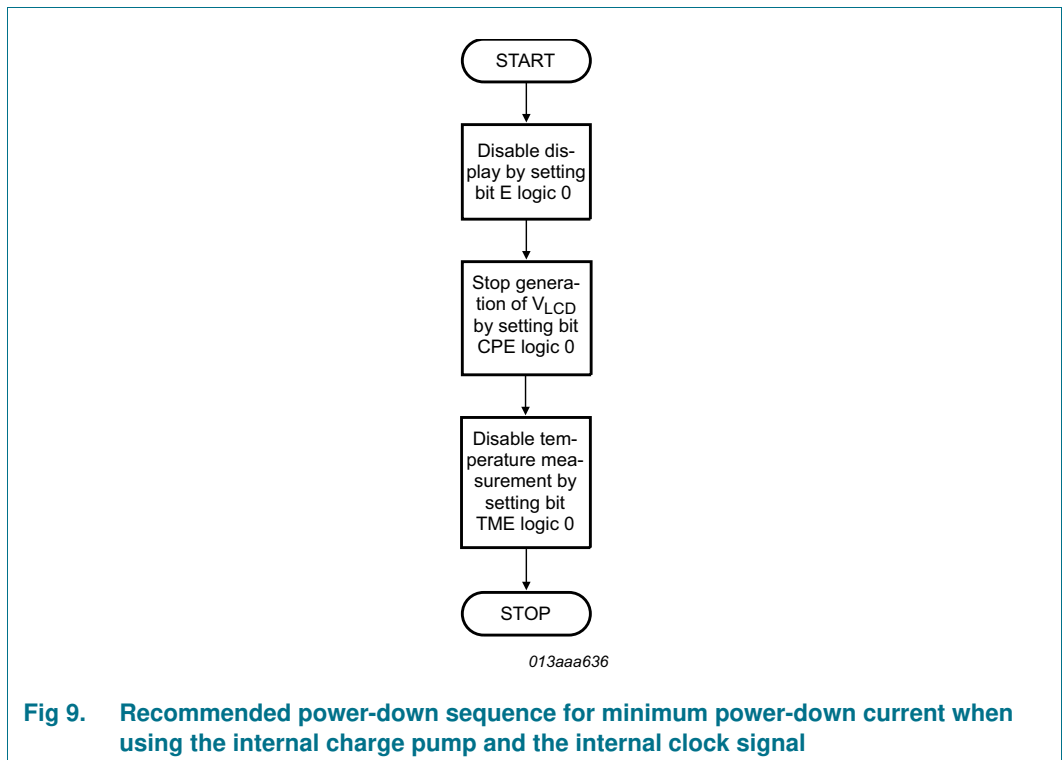 START
Disable dis-
play by setting
bit E logic 0
Stop genera-
tion of VLCD
by setting bit
CPE logic 0
Disable tem-
perature mea-
surement by
setting bit
TME logic 0
STOP
013aaa636
Fig 9. Recommended power-down sequence for minimum power-down current when
using the internal charge pump and the internal clock signal